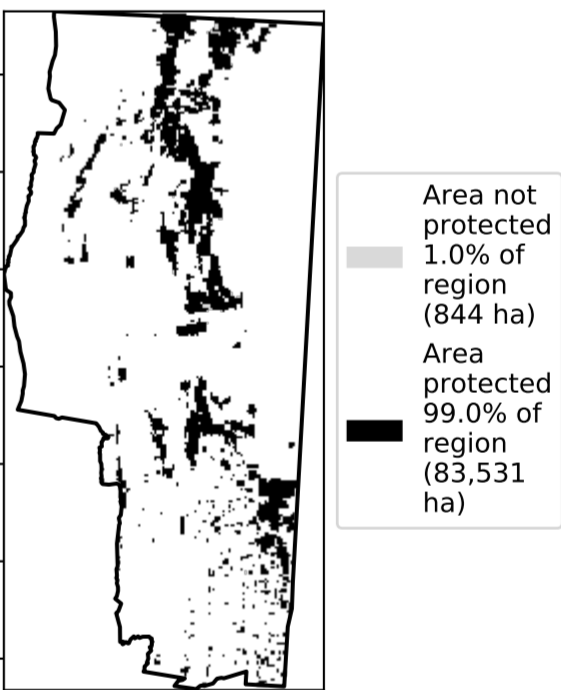 Area not
protected
1.0% of
region
(844 ha)
Area
protected
99.0% of
region
(83,531
ha)